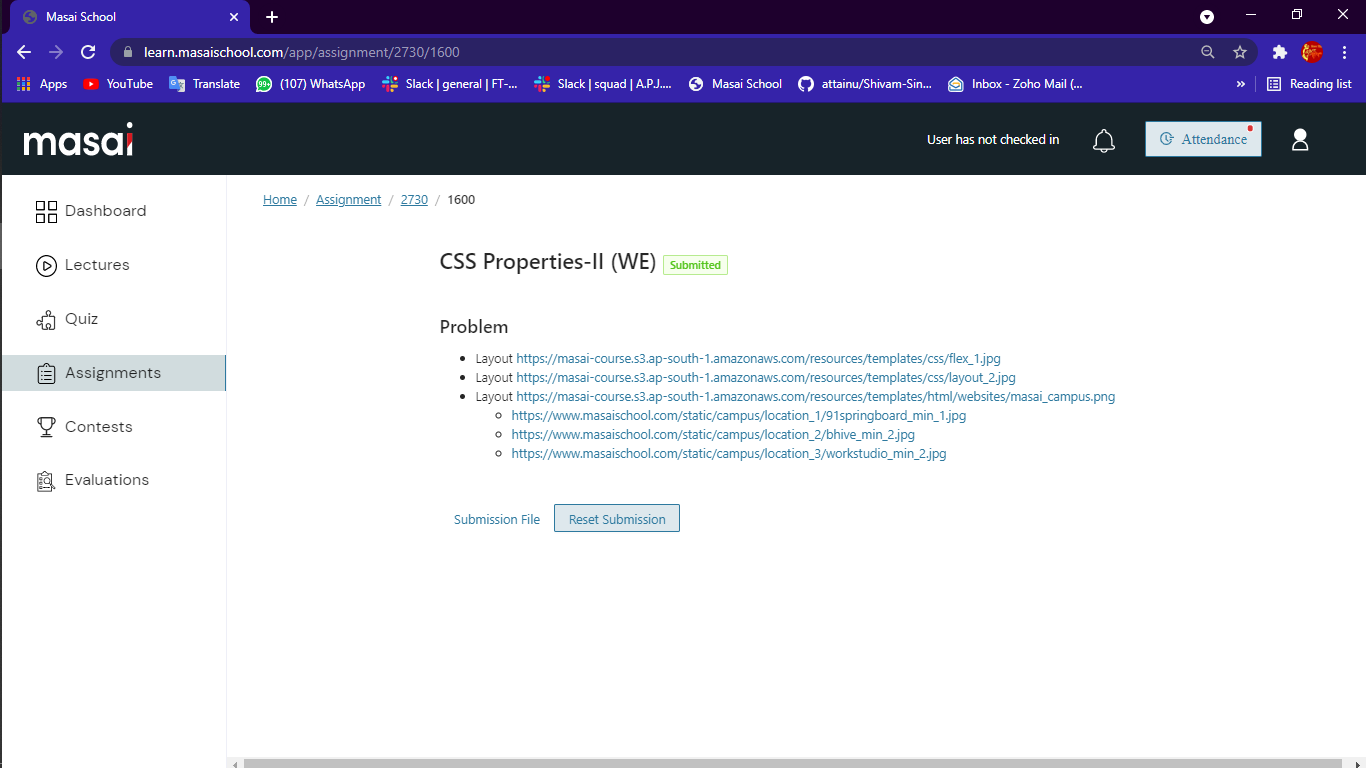 Masai School
learn.masaischool.com/app/assignment/2730/1600
Apps YouTube Translate 99+ (107) WhatsApp Slack | general | FT-... Slack | squad | A.P.J.... Masai School attainu/Shivam-Sin... Inbox - Zoho Mail (... » Reading list
masai User has not checked in Attendance
Dashboard
Lectures
Quiz
Assignments
Contests
Evaluations
Home / Assignment / 2730 / 1600
CSS Properties-II (WE) Submitted
Problem
Layout https://masai-course.s3.ap-south-1.amazonaws.com/resources/templates/css/flex_1.jpg
Layout https://masai-course.s3.ap-south-1.amazonaws.com/resources/templates/css/layout_2.jpg
Layout https://masai-course.s3.ap-south-1.amazonaws.com/resources/templates/html/websites/masai_campus.png
https://www.masaischool.com/static/campus/location_1/91springboard_min_1.jpg
https://www.masaischool.com/static/campus/location_2/bhive_min_2.jpg
https://www.masaischool.com/static/campus/location_3/workstudio_min_2.jpg
Submission File Reset Submission